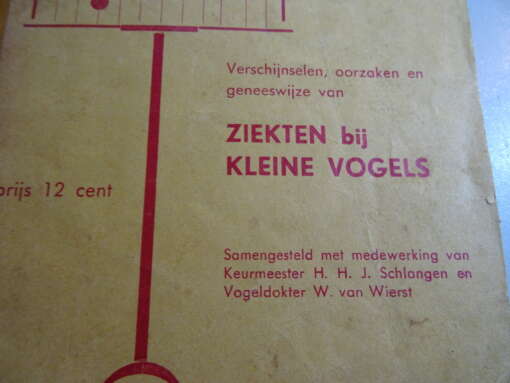 Verschijnselen, oorzaken en
geneeswijze van
ZIEKTEN bij
KLEINE VOGELS
prijs 12 cent
Samengesteld met medewerking van
Keurmeester H. H. J. Schlangen en
Vogeldokter W. van Wierst